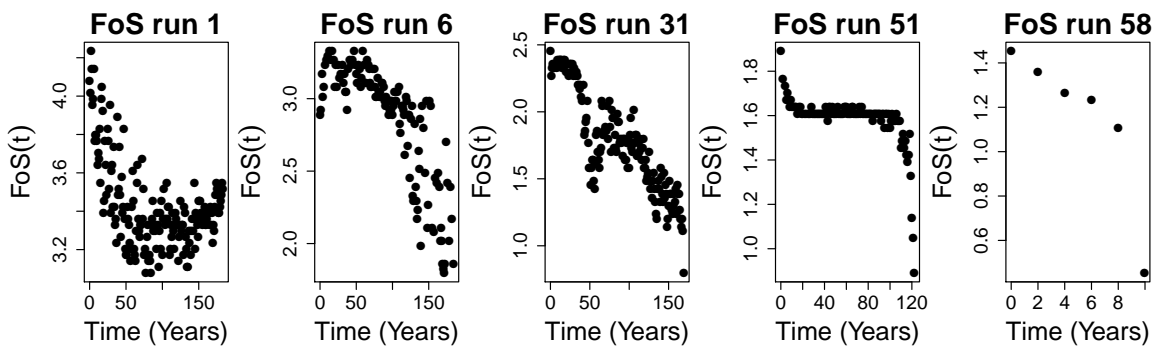 FoS run 1
FoS(t)
3.2 3.6 4.0
0 50 150
Time (Years)
FoS run 6
FoS(t)
2.0 2.5 3.0
0 50 150
Time (Years)
FoS run 31
FoS(t)
1.0 1.5 2.0 2.5
0 50 150
Time (Years)
FoS run 51
FoS(t)
1.0 1.2 1.4 1.6 1.8
0 40 80 120
Time (Years)
FoS run 58
FoS(t)
0.6 0.8 1.0 1.2 1.4
0 2 4 6 8
Time (Years)